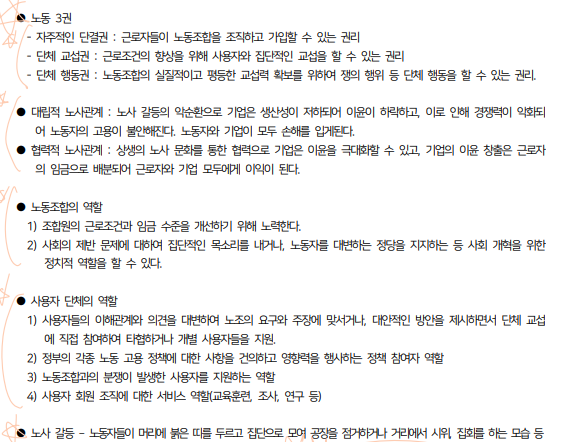 ● 노동 3권
- 자주적인 단결권 : 근로자들이 노동조합을 조직하고 가입할 수 있는 권리
- 단체 교섭권 : 근로조건의 향상을 위해 사용자와 집단적인 교섭을 할 수 있는 권리
- 단체 행동권 : 노동조합의 실질적이고 평등한 교섭력 확보를 위하여 쟁의 행위 등 단체 행동을 할 수 있는 권리.
● 대립적 노사관계 : 노사 갈등의 악순환으로 기업은 생산성이 저하되어 이윤이 하락하고, 이로 인해 경쟁력이 악화되
어 노동자의 고용이 불안해진다. 노동자와 기업이 모두 손해를 입게된다.
● 협력적 노사관계 : 상생의 노사 문화를 통한 협력으로 기업은 이윤을 극대화할 수 있고, 기업의 이윤 창출은 근로자
의 임금으로 배분되어 근로자와 기업 모두에게 이익이 된다.
● 노동조합의 역할
1) 조합원의 근로조건과 임금 수준을 개선하기 위해 노력한다.
2) 사회의 제반 문제에 대하여 집단적인 목소리를 내거나, 노동자를 대변하는 정당을 지지하는 등 사회 개혁을 위한
정치적 역할을 할 수 있다.
● 사용자 단체의 역할
1) 사용자들의 이해관계와 의견을 대변하여 노조의 요구와 주장에 맞서거나, 대안적인 방안을 제시하면서 단체 교섭
에 직접 참여하여 타협하거나 개별 사용자들을 지원.
2) 정부의 각종 노동 고용 정책에 대한 사항을 건의하고 영향력을 행사하는 정책 참여자 역할
3) 노동조합과의 분쟁이 발생한 사용자를 지원하는 역할
4) 사용자 회원 조직에 대한 서비스 역할(교육훈련, 조사, 연구 등)
● 노사 갈등 - 노동자들이 머리에 붉은 띠를 두르고 집단으로 모여 공장을 점거하거나 거리에서 시위, 집회를 하는 모습 등